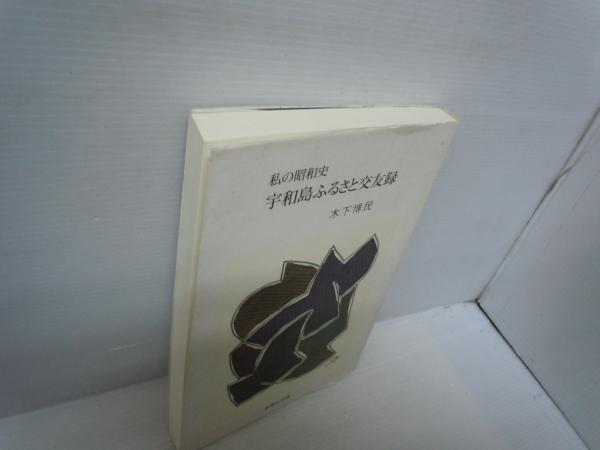 私の昭和史
宇和島ふるさと交友録
木下博民